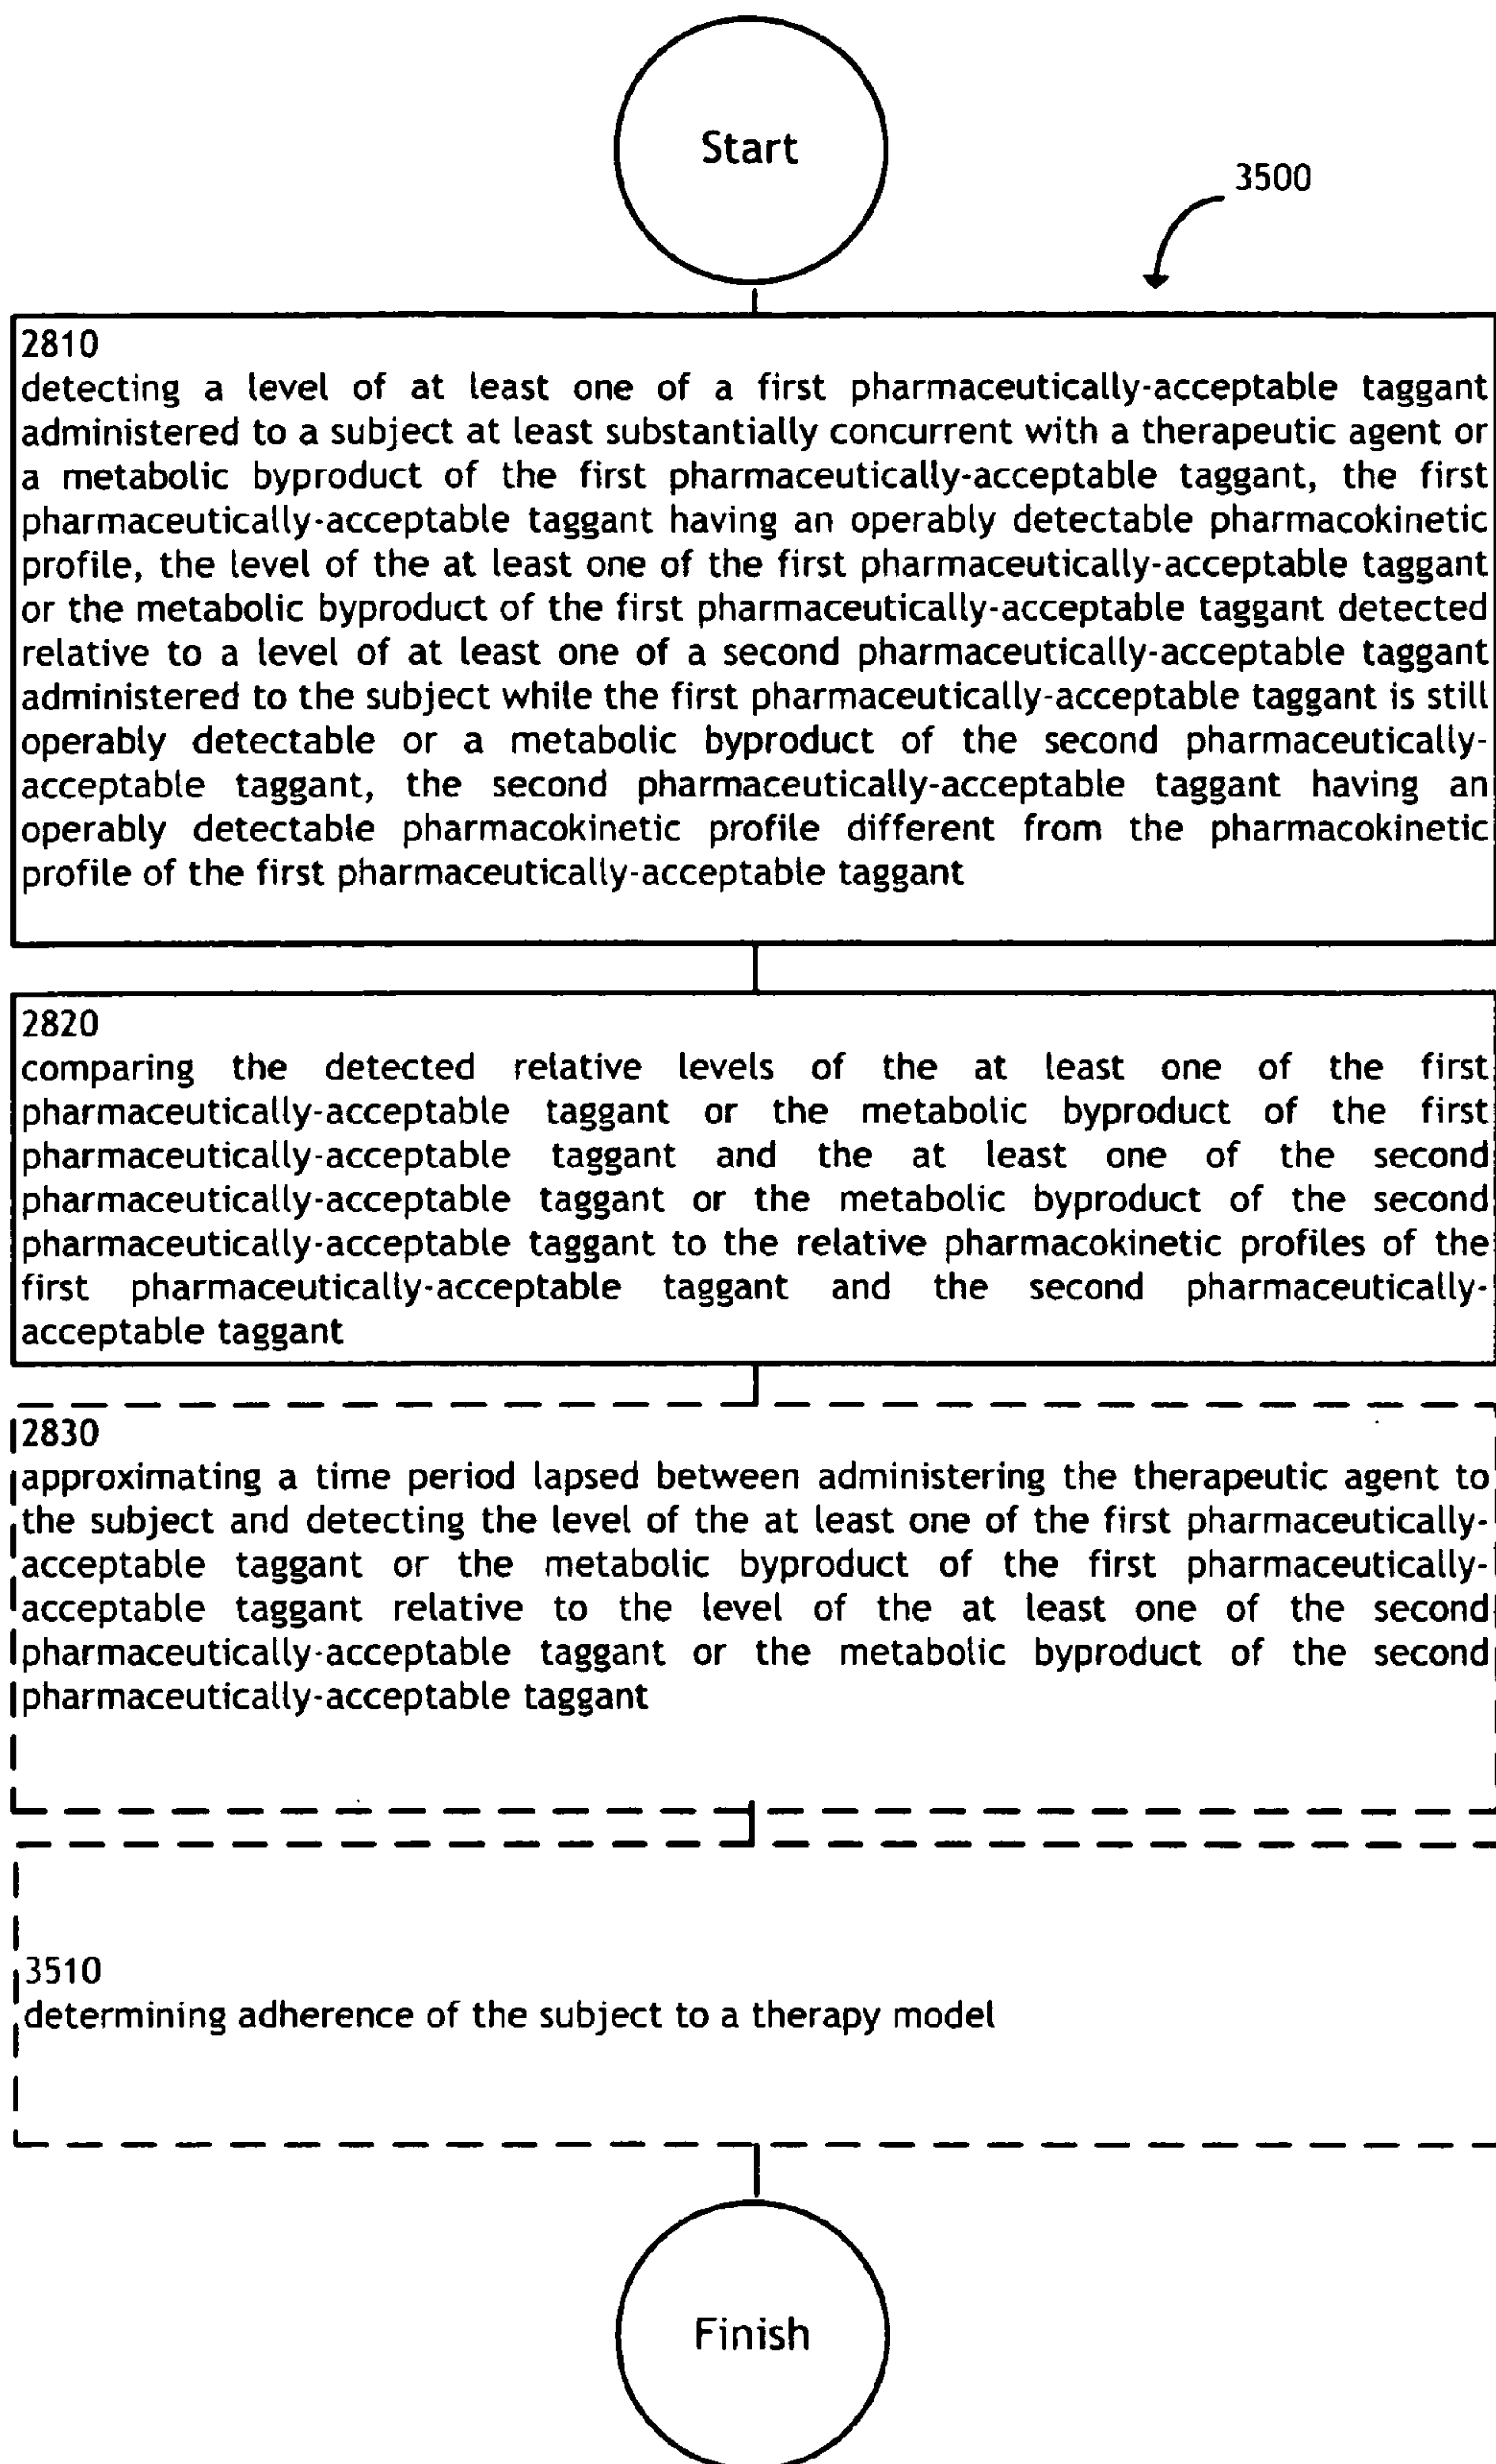 Start
3500
2810
detecting a level of at least one of a first pharmaceutically-acceptable taggant
administered to a subject at least substantially concurrent with a therapeutic agent or
a metabolic byproduct of the first pharmaceutically-acceptable taggant, the first
pharmaceutically-acceptable taggant having an operably detectable pharmacokinetic
profile, the level of the at least one of the first pharmaceutically-acceptable taggant
or the metabolic byproduct of the first pharmaceutically-acceptable taggant detected
relative to a level of at least one of a second pharmaceutically-acceptable taggant
administered to the subject while the first pharmaceutically-acceptable taggant is still
operably detectable or a metabolic byproduct of the second pharmaceutically-
acceptable taggant, the second pharmaceutically-acceptable taggant having an
operably detectable pharmacokinetic profile different from the pharmacokinetic
profile of the first pharmaceutically-acceptable taggant
2820
comparing the detected relative levels of the at least one of the first
pharmaceutically-acceptable taggant or the metabolic byproduct of the first
pharmaceutically-acceptable taggant and the at least one of the second
pharmaceutically-acceptable taggant or the metabolic byproduct of the second
pharmaceutically-acceptable taggant to the relative pharmacokinetic profiles of the
first pharmaceutically-acceptable taggant and the second pharmaceutically-
acceptable taggant
2830
approximating a time period lapsed between administering the therapeutic agent to
the subject and detecting the level of the at least one of the first pharmaceutically-
acceptable taggant or the metabolic byproduct of the first pharmaceutically-
acceptable taggant relative to the level of the at least one of the second
pharmaceutically-acceptable taggant or the metabolic byproduct of the second
pharmaceutically-acceptable taggant
3510
determining adherence of the subject to a therapy model
Finish